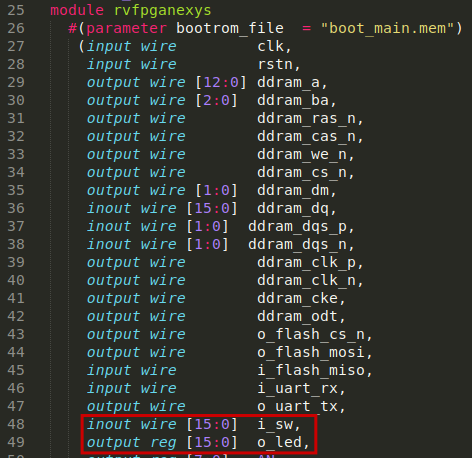 25 module rvfpganexys
26 #(parameter bootrom_file = "boot_main.mem")
27 (input wire clk,
28 input wire rstn,
29 output wire [12:0] ddram_a,
30 output wire [2:0] ddram_ba,
31 output wire ddram_ras_n,
32 output wire ddram_cas_n,
33 output wire ddram_we_n,
34 output wire ddram_cs_n,
35 output wire [1:0] ddram_dm,
36 inout wire [15:0] ddram_dq,
37 inout wire [1:0] ddram_dqs_p,
38 inout wire [1:0] ddram_dqs_n,
39 output wire ddram_clk_p,
40 output wire ddram_clk_n,
41 output wire ddram_cke,
42 output wire ddram_odt,
43 output wire o_flash_cs_n,
44 output wire o_flash_mosi,
45 input wire i_flash_miso,
46 input wire i_uart_rx,
47 output wire o_uart_tx,
48 inout wire [15:0] i_sw,
49 output reg [15:0] o_led,